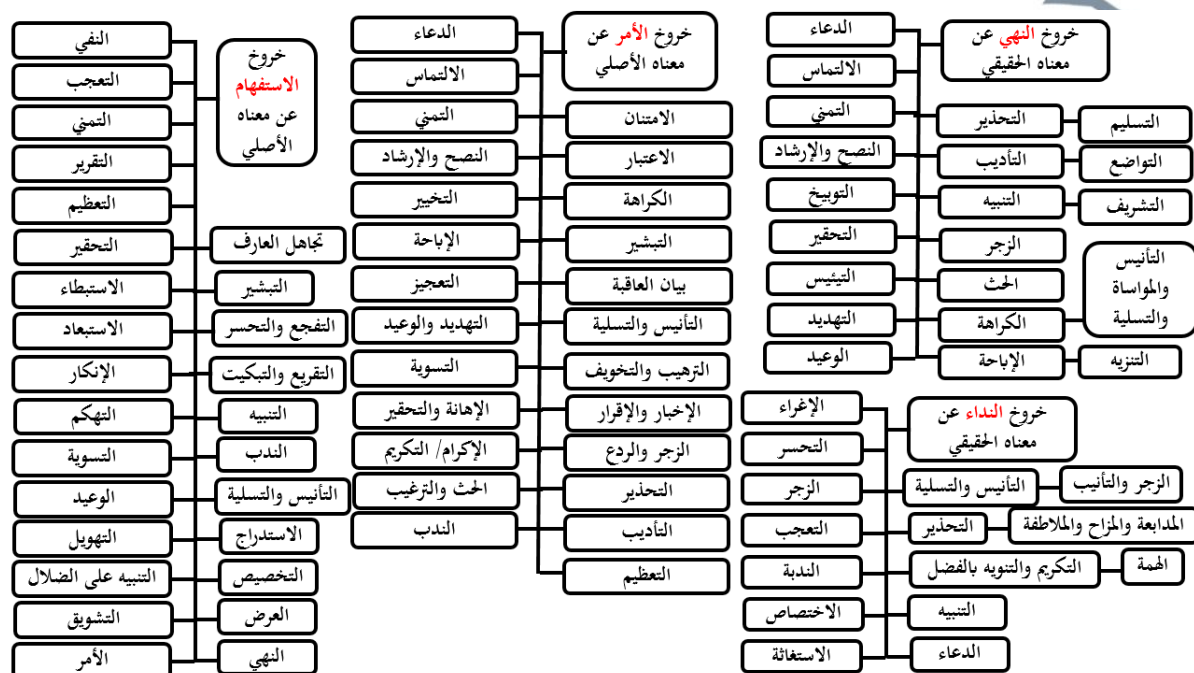 خروخ النهي عن
معناه الحقيقي
الدعاء
الالتماس
التمني
النصح والإرشاد
التوبيخ
التحقير
التيئيس
التهديد
الوعيد
التحذير
التأديب
التنبيه
الزجر
الحث
الكراهة
الإباحة
التسليم
التواضع
التشريف
التأنيس
والمواساة
والتسلية
التنزيه
خروخ النداء عن
معناه الحقيقي
الإغراء
التحسر
الزجر
التعجب
الندبة
الاختصاص
الاستغاثة
التأنيس والتسلية
الزجر والتأنيب
التحذير
المدابعة والمزاح والملاطفة
التكريم والتنويه بالفضل
الهمة
التنبيه
الدعاء
خروخ الأمر عن
معناه الأصلي
الدعاء
الالتماس
التمني
النصح والإرشاد
التخيير
الإباحة
التعجيز
التهديد والوعيد
التسوية
الإهانة والتحقير
الإكرام/ التكريم
الحث والترغيب
الندب
الامتنان
الاعتبار
الكراهة
التبشير
بيان العاقبة
التأنيس والتسلية
الترهيب والتخويف
الإخبار والإقرار
الزجر والردع
التحذير
التأديب
التعظيم
خروخ
الاستفهام
عن معناه
الأصلي
النفي
التعجب
التمني
التقرير
التعظيم
التحقير
الاستبطاء
الاستبعاد
الإنكار
التهكم
التسوية
الوعيد
التهويل
التنبيه على الضلال
التشويق
الأمر
تجاهل العارف
التبشير
التفجع والتحسر
التقريع والتبكيت
التنبيه
الندب
التأنيس والتسلية
الاستدراج
التخصيص
العرض
النهي